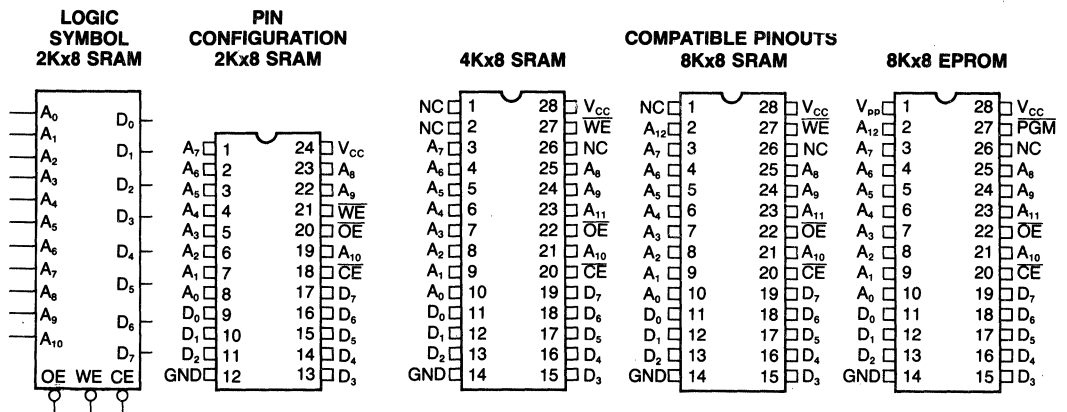 LOGIC
SYMBOL
2Kx8 SRAM
A0
A1
A2
A3
A4
A5
A6
A7
A8
A9
A10
D0
D1
D2
D3
D4
D5
D6
D7
OE WE CE
PIN
CONFIGURATION
2Kx8 SRAM
A7 1 24 VCC
A6 2 23 A8
A5 3 22 A9
A4 4 21 W̅E̅
A3 5 20 O̅E̅
A2 6 19 A10
A1 7 18 C̅E̅
A0 8 17 D7
D0 9 16 D6
D1 10 15 D5
D2 11 14 D4
GND 12 13 D3
COMPATIBLE PINOUTS
4Kx8 SRAM
NC 1 28 VCC
NC 2 27 W̅E̅
A7 3 26 NC
A6 4 25 A8
A5 5 24 A9
A4 6 23 A11
A3 7 22 O̅E̅
A2 8 21 A10
A1 9 20 C̅E̅
A0 10 19 D7
D0 11 18 D6
D1 12 17 D5
D2 13 16 D4
GND 14 15 D3
8Kx8 SRAM
NC 1 28 VCC
A12 2 27 W̅E̅
A7 3 26 NC
A6 4 25 A8
A5 5 24 A9
A4 6 23 A11
A3 7 22 O̅E̅
A2 8 21 A10
A1 9 20 C̅E̅
A0 10 19 D7
D0 11 18 D6
D1 12 17 D5
D2 13 16 D4
GND 14 15 D3
8Kx8 EPROM
Vpp 1 28 VCC
A12 2 27 P̅G̅M̅
A7 3 26 NC
A6 4 25 A8
A5 5 24 A9
A4 6 23 A11
A3 7 22 O̅E̅
A2 8 21 A10
A1 9 20 C̅E̅
A0 10 19 D7
D0 11 18 D6
D1 12 17 D5
D2 13 16 D4
GND 14 15 D3